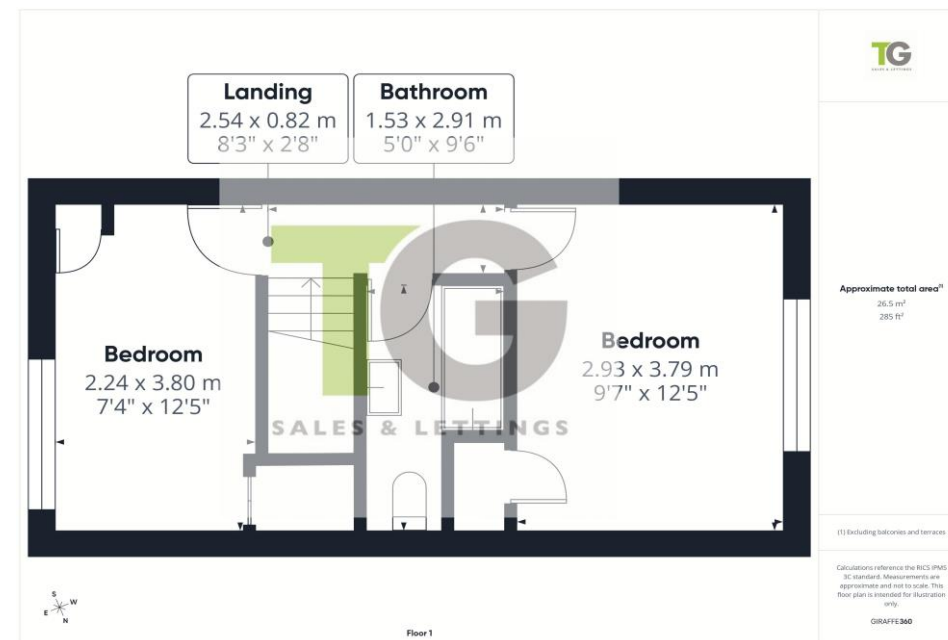 TG
SALES & LETTINGS
Landing
2.54 x 0.82 m
8'3" x 2'8"
Bathroom
1.53 x 2.91 m
5'0" x 9'6"
Bedroom
2.24 x 3.80 m
7'4" x 12'5"
Bedroom
2.93 x 3.79 m
9'7" x 12'5"
TG
SALES & LETTINGS
Approximate total area⁽¹⁾
26.5 m²
285 ft²
(1) Excluding balconies and terraces
Calculations reference the RICS IPMS
3C standard. Measurements are
approximate and not to scale. This
floor plan is intended for illustration
only.
GIRAFFE360
S
W
E
N
Floor 1